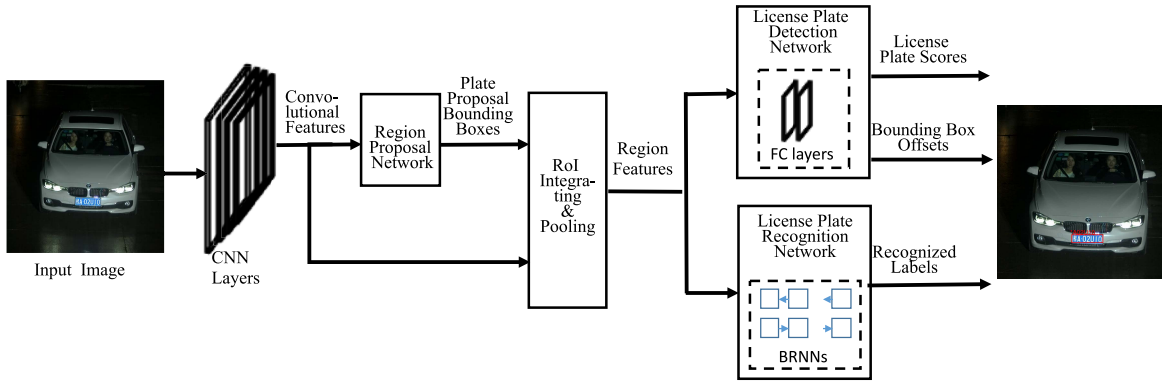 Input Image
CNN
Layers
Convo-
lutional
Features
Region
Proposal
Network
Plate
Proposal
Bounding
Boxes
RoI
Integra-
ting
&
Pooling
Region
Features
License Plate
Detection
Network
FC layers
License
Plate Scores
Bounding Box
Offsets
License Plate
Recognition
Network
BRNNs
Recognized
Labels